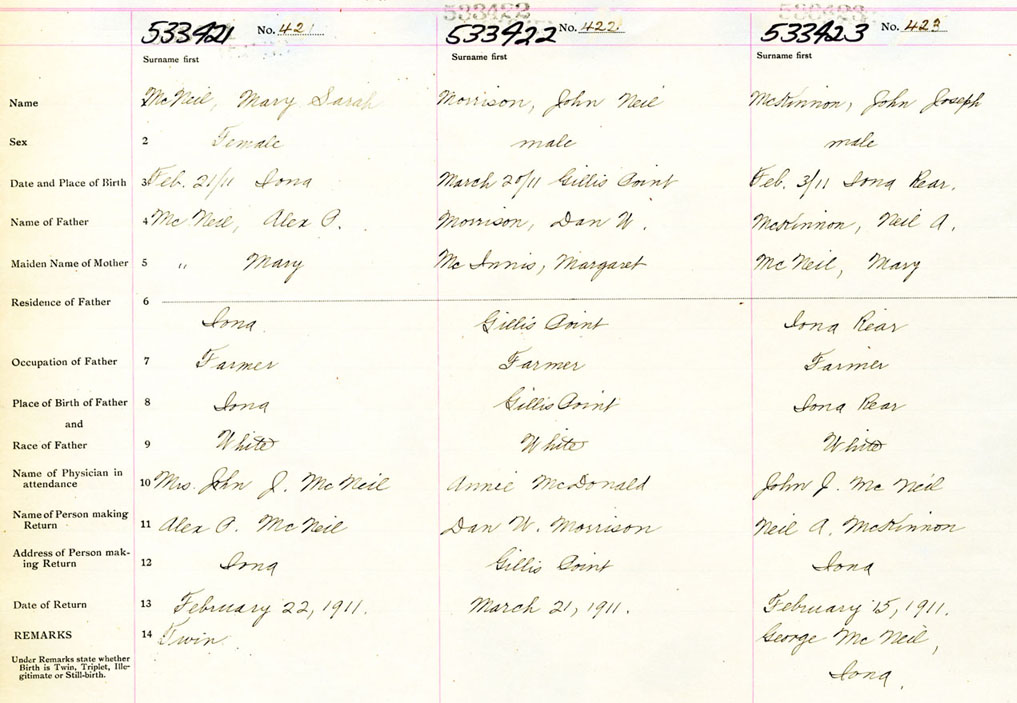 533422 533423
533421 No. 421 533422 No. 422 533423 No. 423
Surname first Surname first Surname first
Name 1 McNeil, Mary Sarah Morrison, John Neil McKinnon, John Joseph
Sex 2 Female male male
Date and Place of Birth 3 Feb. 21/11 Iona March 20/11 Gillis Point Feb. 3/11 Iona Rear.
Name of Father 4 McNeil, Alex P. Morrison, Dan W. McKinnon, Neil A.
Maiden Name of Mother 5 " Mary McInnis, Margaret McNeil, Mary
Residence of Father 6
Iona Gillis Point Iona Rear
Occupation of Father 7 Farmer Farmer Farmer
Place of Birth of Father 8 Iona Gillis Point Iona Rear
and
Race of Father 9 White White White
Name of Physician in
attendance 10 Mrs. John J. McNeil Annie McDonald John J. McNeil
Name of Person making
Return 11 Alex P. McNeil Dan W. Morrison Neil A. McKinnon
Address of Person mak-
ing Return 12 Iona Gillis Point Iona
Date of Return 13 February 22, 1911. March 21, 1911. February 15, 1911.
REMARKS 14 Twin George McNeil,
Under Remarks state whether
Birth is Twin, Triplet, Ille-
gitimate or Still-birth.
Iona.